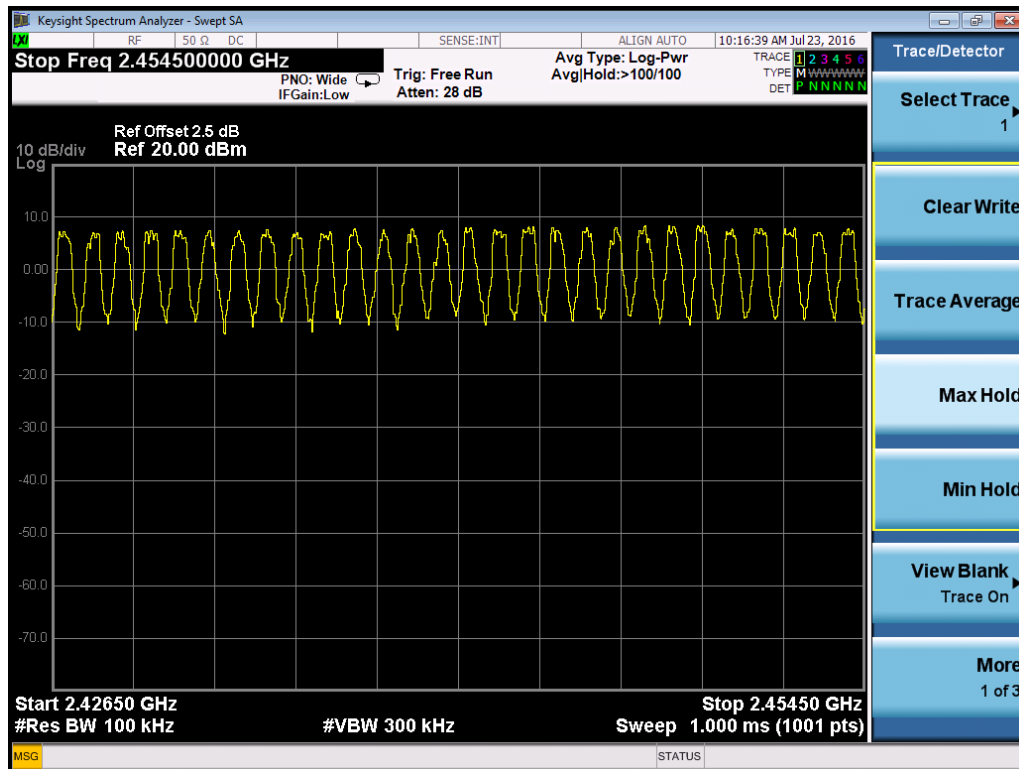 Keysight Spectrum Analyzer - Swept SA
LXI RF 50 Ω DC SENSE:INT ALIGN AUTO 10:16:39 AM Jul 23, 2016
Stop Freq 2.454500000 GHz
PNO: Wide
IFGain:Low
Trig: Free Run
Atten: 28 dB
Avg Type: Log-Pwr
Avg|Hold:>100/100
TRACE 1 2 3 4 5 6
TYPE M WWWWW
DET P N N N N N
Ref Offset 2.5 dB
10 dB/div Ref 20.00 dBm
Log
10.0
0.00
-10.0
-20.0
-30.0
-40.0
-50.0
-60.0
-70.0
Start 2.42650 GHz Stop 2.45450 GHz
#Res BW 100 kHz #VBW 300 kHz Sweep 1.000 ms (1001 pts)
MSG STATUS
Trace/Detector
Select Trace
1
Clear Write
Trace Average
Max Hold
Min Hold
View Blank
Trace On
More
1 of 3